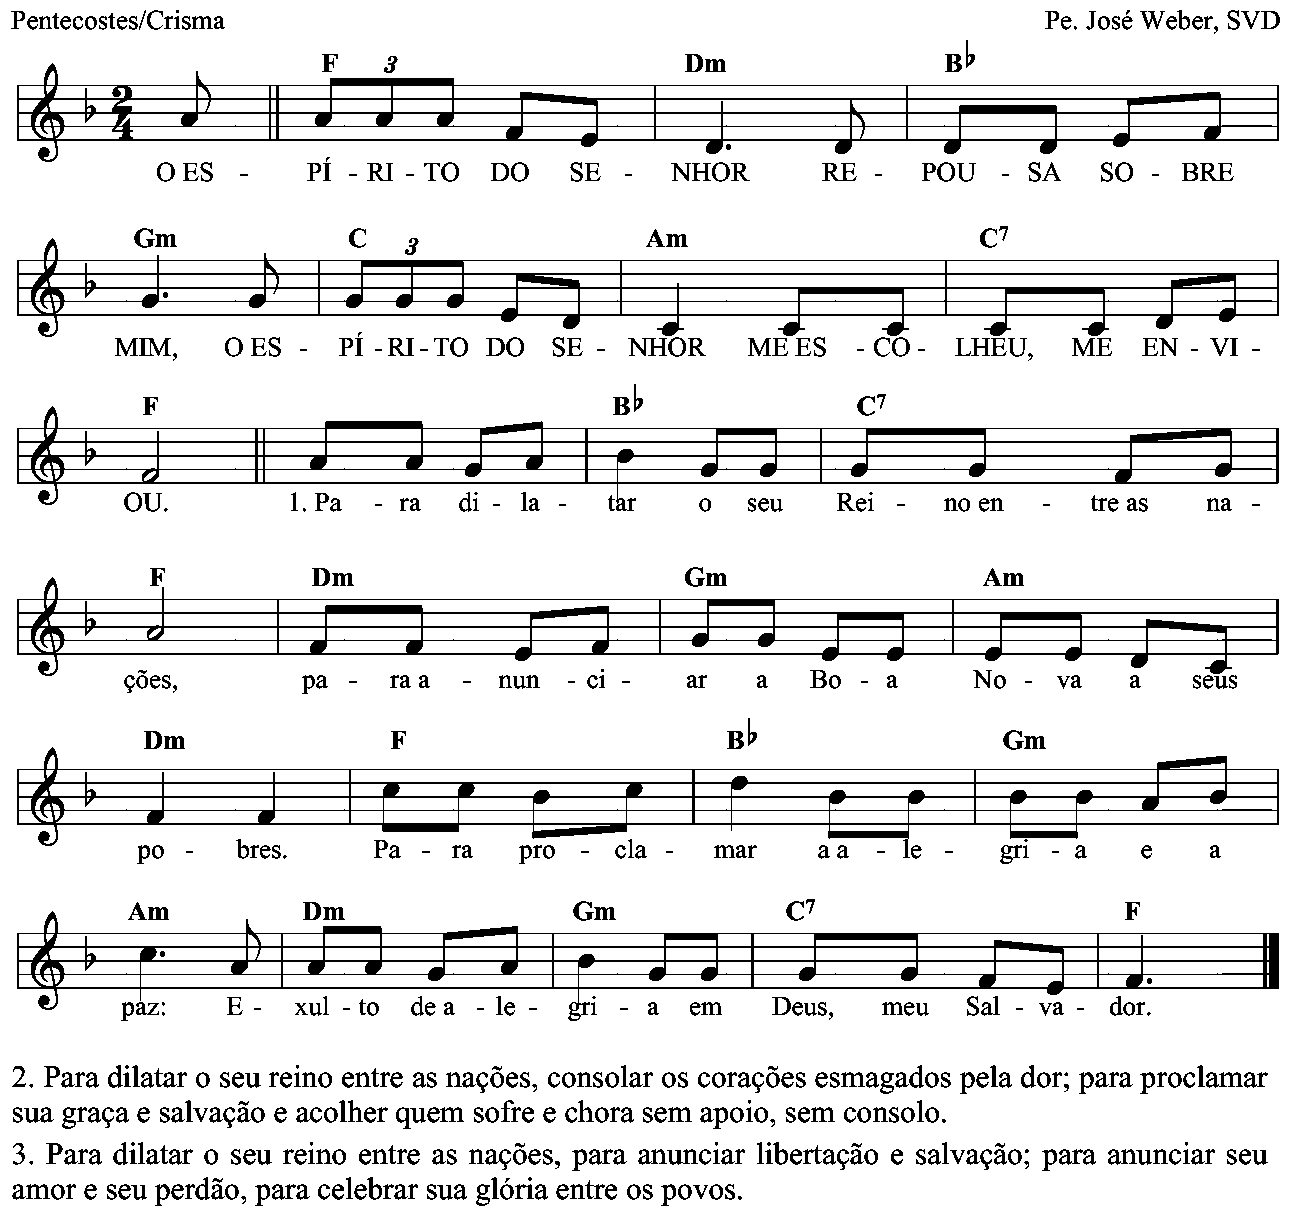 Pentecostes/Crisma Pe. José Weber, SVD
F 3 Dm B♭
2/4
O ES - PÍ - RI - TO DO SE - NHOR RE - POU - SA SO - BRE
Gm C 3 Am C7
MIM, O ES - PÍ - RI - TO DO SE - NHOR ME ES - CO - LHEU, ME EN - VI -
F B♭ C7
OU. 1. Pa - ra di - la - tar o seu Rei - no en - tre as na -
F Dm Gm Am
ções, pa - ra a - nun - ci - ar a Bo - a No - va a seus
Dm F B♭ Gm
po - bres. Pa - ra pro - cla - mar a a - le - gri - a e a
Am Dm Gm C7 F
paz: E - xul - to de a - le - gri - a em Deus, meu Sal - va - dor.
2. Para dilatar o seu reino entre as nações, consolar os corações esmagados pela dor; para proclamar
sua graça e salvação e acolher quem sofre e chora sem apoio, sem consolo.
3. Para dilatar o seu reino entre as nações, para anunciar libertação e salvação; para anunciar seu
amor e seu perdão, para celebrar sua glória entre os povos.